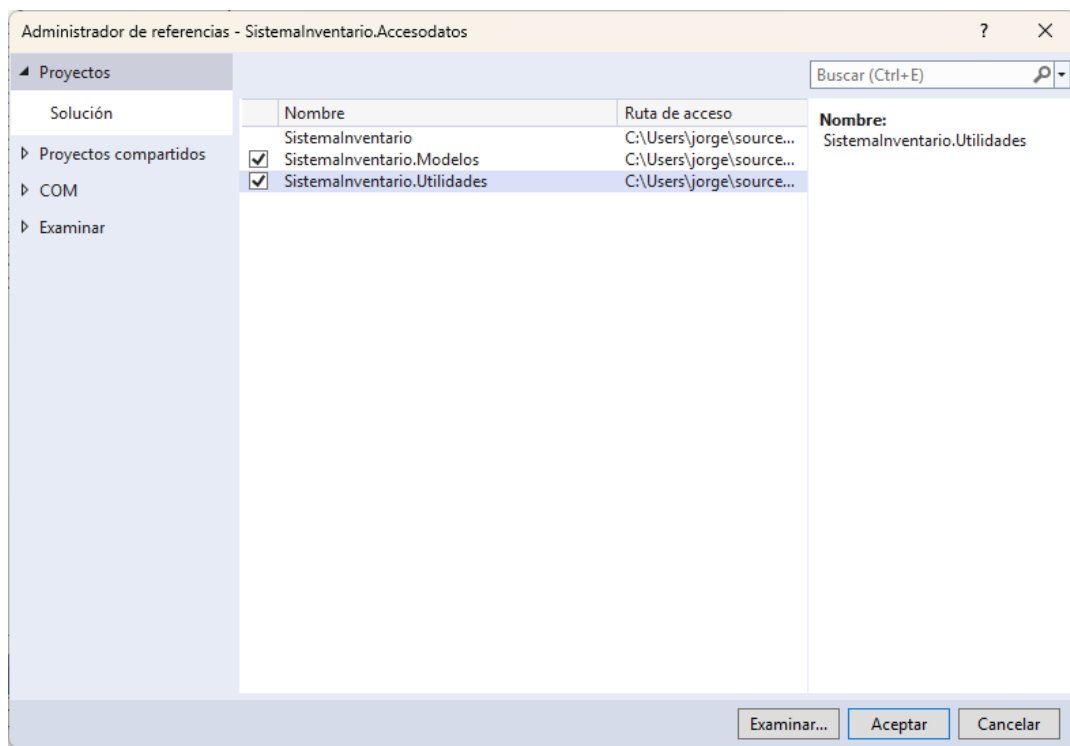 Administrador de referencias - SistemaInventario.Accesodatos
Proyectos
Buscar (Ctrl+E)
Solución
Nombre Ruta de acceso
Nombre:
SistemaInventario C:\Users\jorge\source...
SistemaInventario.Utilidades
Proyectos compartidos
SistemaInventario.Modelos C:\Users\jorge\source...
SistemaInventario.Utilidades C:\Users\jorge\source...
COM
Examinar
Examinar... Aceptar Cancelar